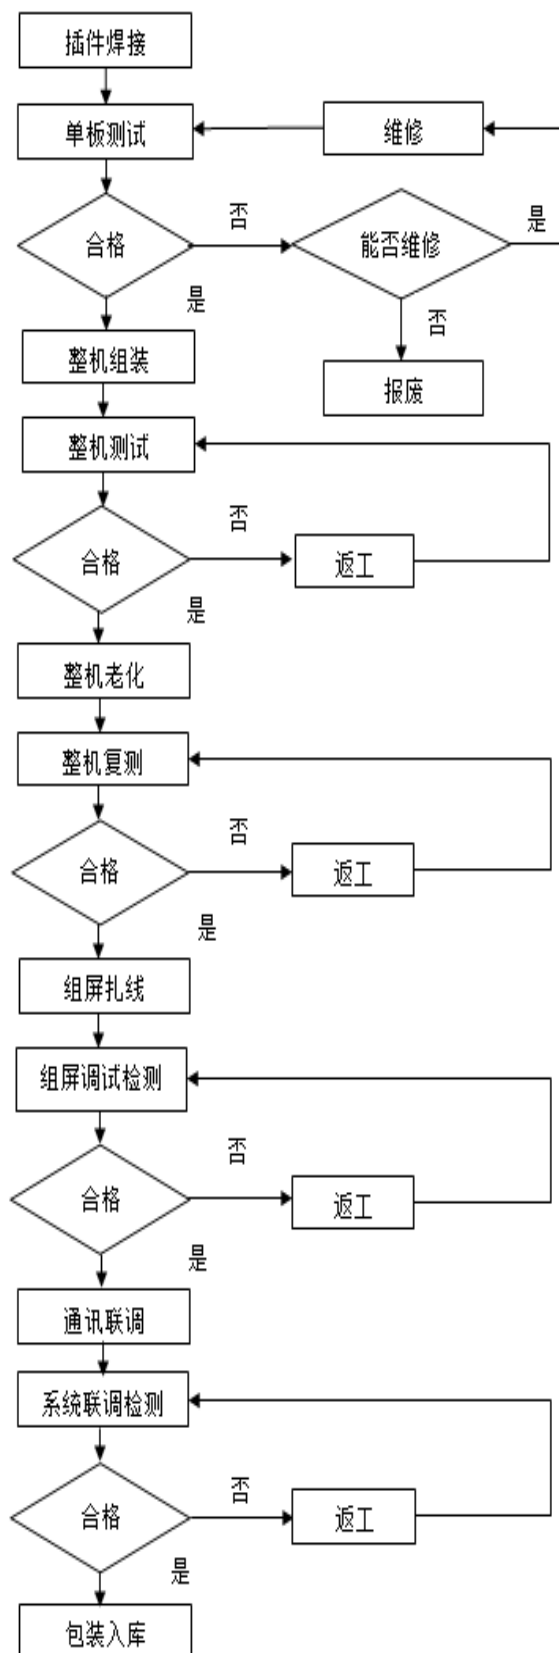 插件焊接
单板测试
维修
合格
否
能否维修
是
是
否
整机组装
报废
整机测试
否
合格
返工
是
整机老化
整机复测
否
合格
返工
是
组屏扎线
组屏调试检测
否
合格
返工
是
通讯联调
系统联调检测
否
合格
返工
是
包装入库